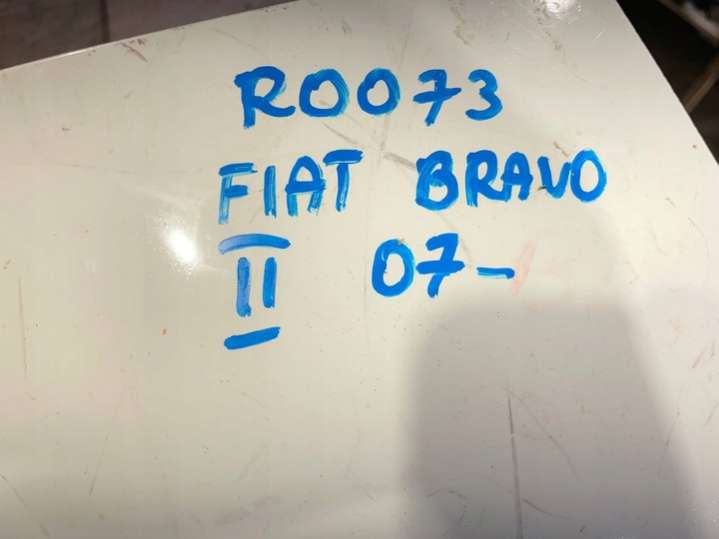 R0073
FIAT BRAVO
II 07-